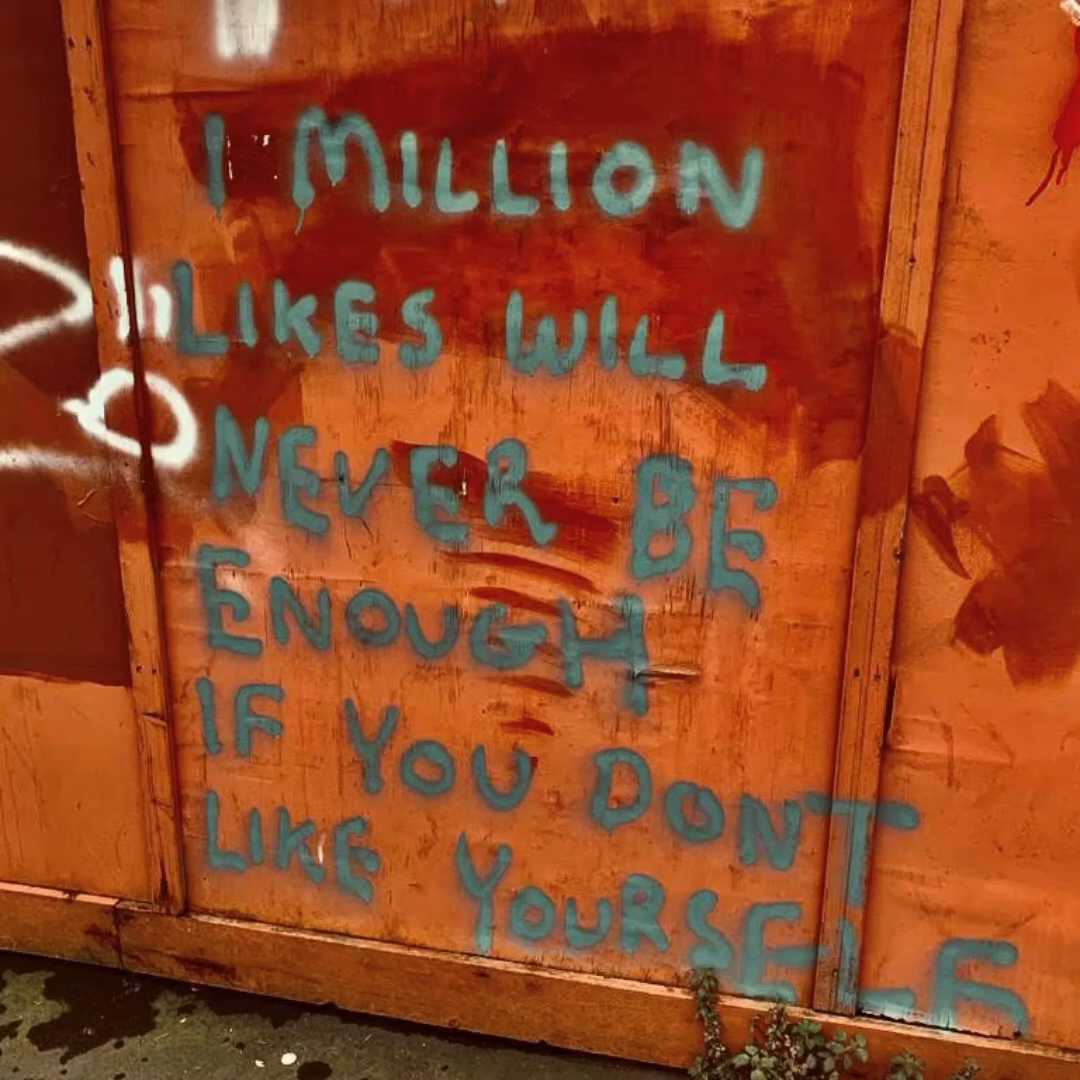 1 MILLION
LIKES WILL
NEVER BE
ENOUGH
IF YOU DONT
LIKE YOURSELF